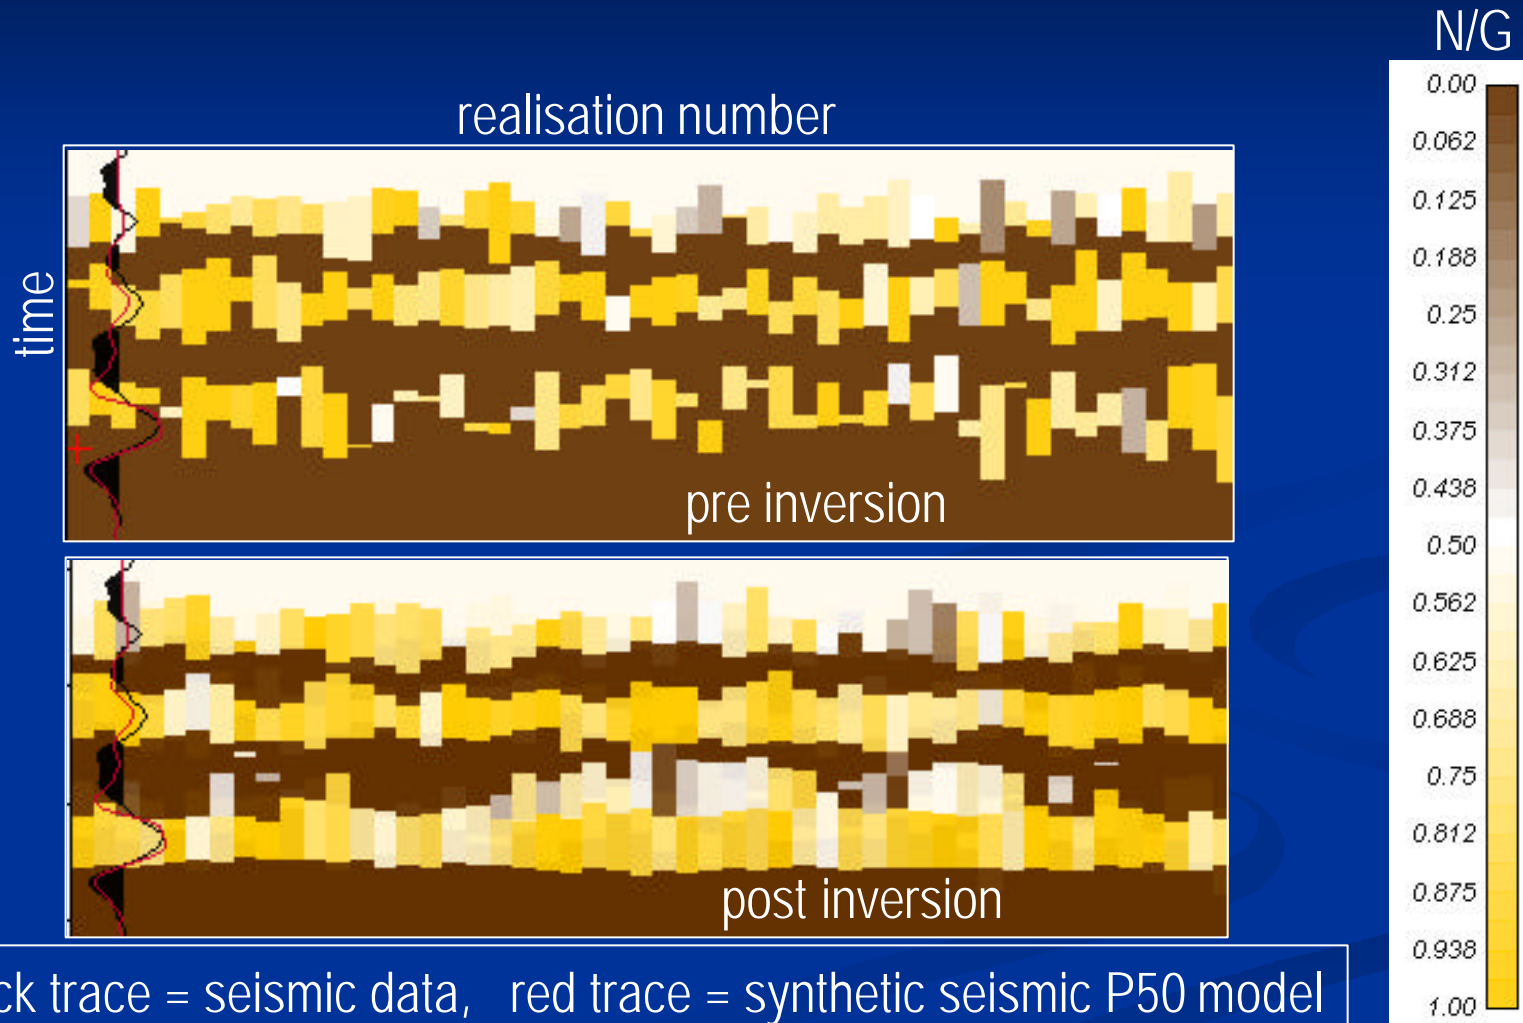 N/G
realisation number
time
pre inversion
post inversion
0.00
0.062
0.125
0.188
0.25
0.312
0.375
0.438
0.50
0.562
0.625
0.688
0.75
0.812
0.875
0.938
1.00
trace = seismic data, red trace = synthetic seismic P50 model